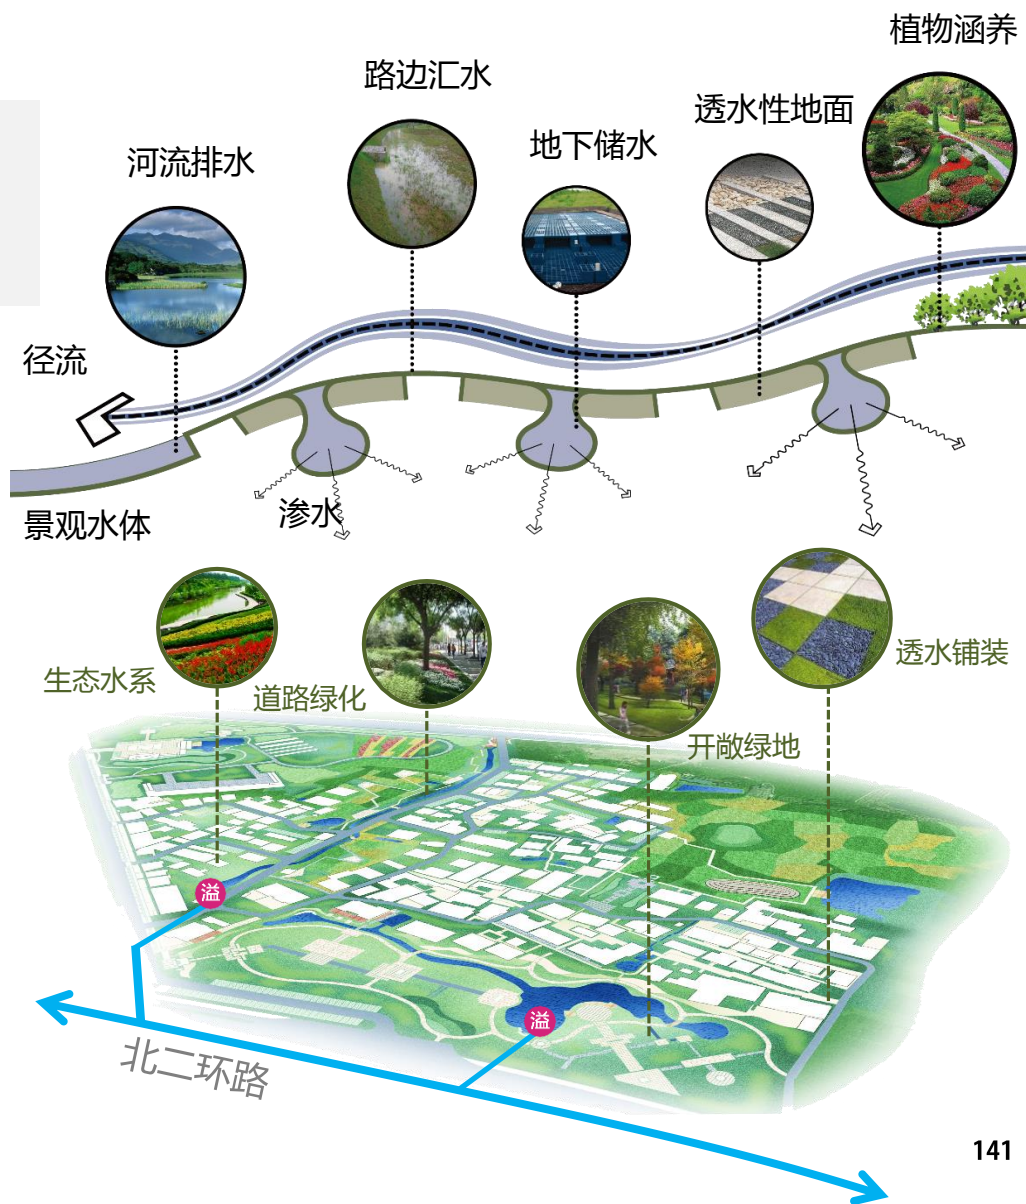 植物涵养
路边汇水
透水性地面
地下储水
河流排水
径流
景观水体
渗水
生态水系
道路绿化
开敞绿地
透水铺装
溢
溢
北二环路
141